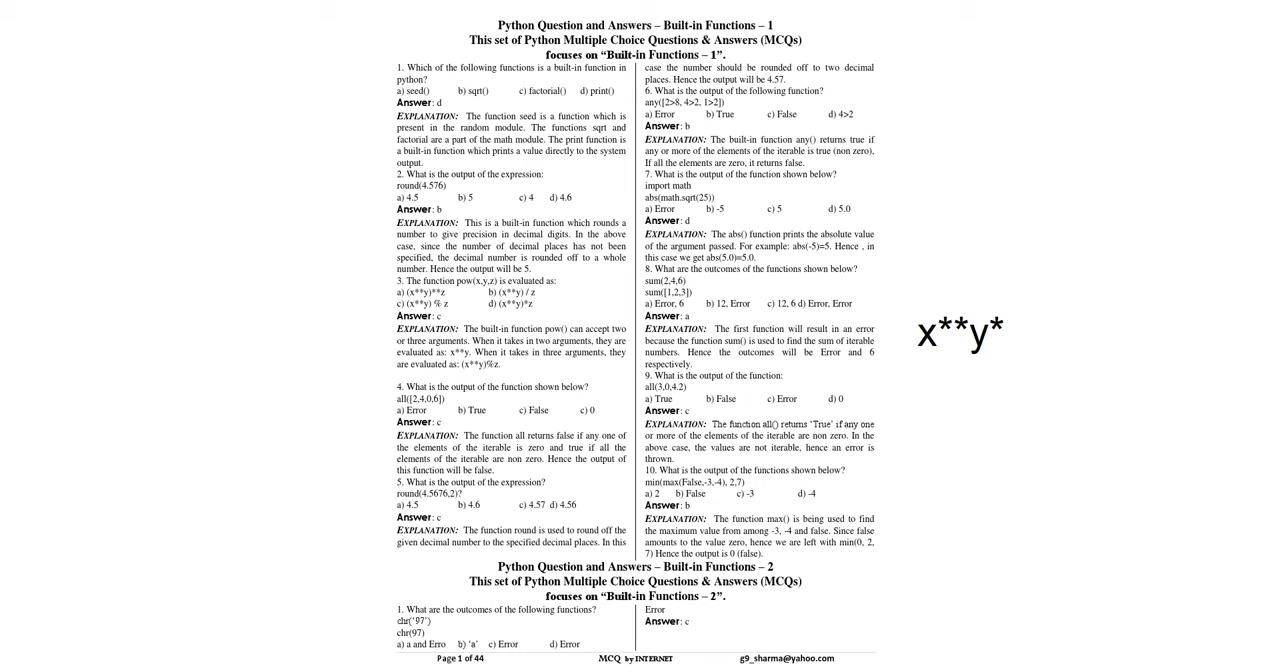 Python Question and Answers – Built-in Functions – 1
This set of Python Multiple Choice Questions & Answers (MCQs)
focuses on “Built-in Functions – 1”.
1. Which of the following functions is a built-in function in
python?
a) seed() b) sqrt() c) factorial() d) print()
Answer: d
EXPLANATION: The function seed is a function which is
present in the random module. The functions sqrt and
factorial are a part of the math module. The print function is
a built-in function which prints a value directly to the system
output.
2. What is the output of the expression:
round(4.576)
a) 4.5 b) 5 c) 4 d) 4.6
Answer: b
EXPLANATION: This is a built-in function which rounds a
number to give precision in decimal digits. In the above
case, since the number of decimal places has not been
specified, the decimal number is rounded off to a whole
number. Hence the output will be 5.
3. The function pow(x,y,z) is evaluated as:
a) (x**y)**z b) (x**y) / z
c) (x**y) % z d) (x**y)*z
Answer: c
EXPLANATION: The built-in function pow() can accept two
or three arguments. When it takes in two arguments, they are
evaluated as: x**y. When it takes in three arguments, they
are evaluated as: (x**y)%z.
4. What is the output of the function shown below?
all([2,4,0,6])
a) Error b) True c) False c) 0
Answer: c
EXPLANATION: The function all returns false if any one of
the elements of the iterable is zero and true if all the
elements of the iterable are non zero. Hence the output of
this function will be false.
5. What is the output of the expression?
round(4.5676,2)?
a) 4.5 b) 4.6 c) 4.57 d) 4.56
Answer: c
EXPLANATION: The function round is used to round off the
given decimal number to the specified decimal places. In this
case the number should be rounded off to two decimal
places. Hence the output will be 4.57.
6. What is the output of the following function?
any([2>8, 4>2, 1>2])
a) Error b) True c) False d) 4>2
Answer: b
EXPLANATION: The built-in function any() returns true if
any or more of the elements of the iterable is true (non zero),
If all the elements are zero, it returns false.
7. What is the output of the function shown below?
import math
abs(math.sqrt(25))
a) Error b) -5 c) 5 d) 5.0
Answer: d
EXPLANATION: The abs() function prints the absolute value
of the argument passed. For example: abs(-5)=5. Hence , in
this case we get abs(5.0)=5.0.
8. What are the outcomes of the functions shown below?
sum(2,4,6)
sum([1,2,3])
a) Error, 6 b) 12, Error c) 12, 6 d) Error, Error
Answer: a
EXPLANATION: The first function will result in an error
because the function sum() is used to find the sum of iterable
numbers. Hence the outcomes will be Error and 6
respectively.
9. What is the output of the function:
all(3,0,4.2)
a) True b) False c) Error d) 0
Answer: c
EXPLANATION: The function all() returns ‘True’ if any one
or more of the elements of the iterable are non zero. In the
above case, the values are not iterable, hence an error is
thrown.
10. What is the output of the functions shown below?
min(max(False,-3,-4), 2,7)
a) 2 b) False c) -3 d) -4
Answer: b
EXPLANATION: The function max() is being used to find
the maximum value from among -3, -4 and false. Since false
amounts to the value zero, hence we are left with min(0, 2,
7) Hence the output is 0 (false).
x**y*
Python Question and Answers – Built-in Functions – 2
This set of Python Multiple Choice Questions & Answers (MCQs)
focuses on “Built-in Functions – 2”.
1. What are the outcomes of the following functions?
chr(‘97’)
chr(97)
a) a and Erro b) ‘a’ c) Error d) Error
Error
Answer: c
Page 1 of 44 MCQ by INTERNET g9_sharma@yahoo.com